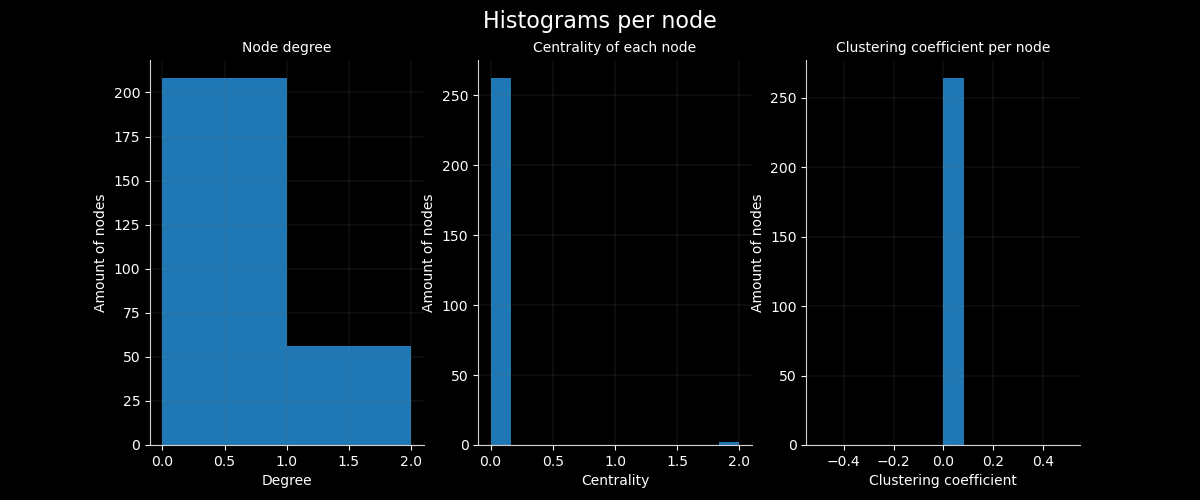 Histograms per node
Node degree
Amount of nodes
200
175
150
125
100
75
50
25
0
0.0 0.5 1.0 1.5 2.0
Degree
Centrality of each node
Amount of nodes
250
200
150
100
50
0
0.0 0.5 1.0 1.5 2.0
Centrality
Clustering coefficient per node
Amount of nodes
250
200
150
100
50
0
−0.4 −0.2 0.0 0.2 0.4
Clustering coefficient